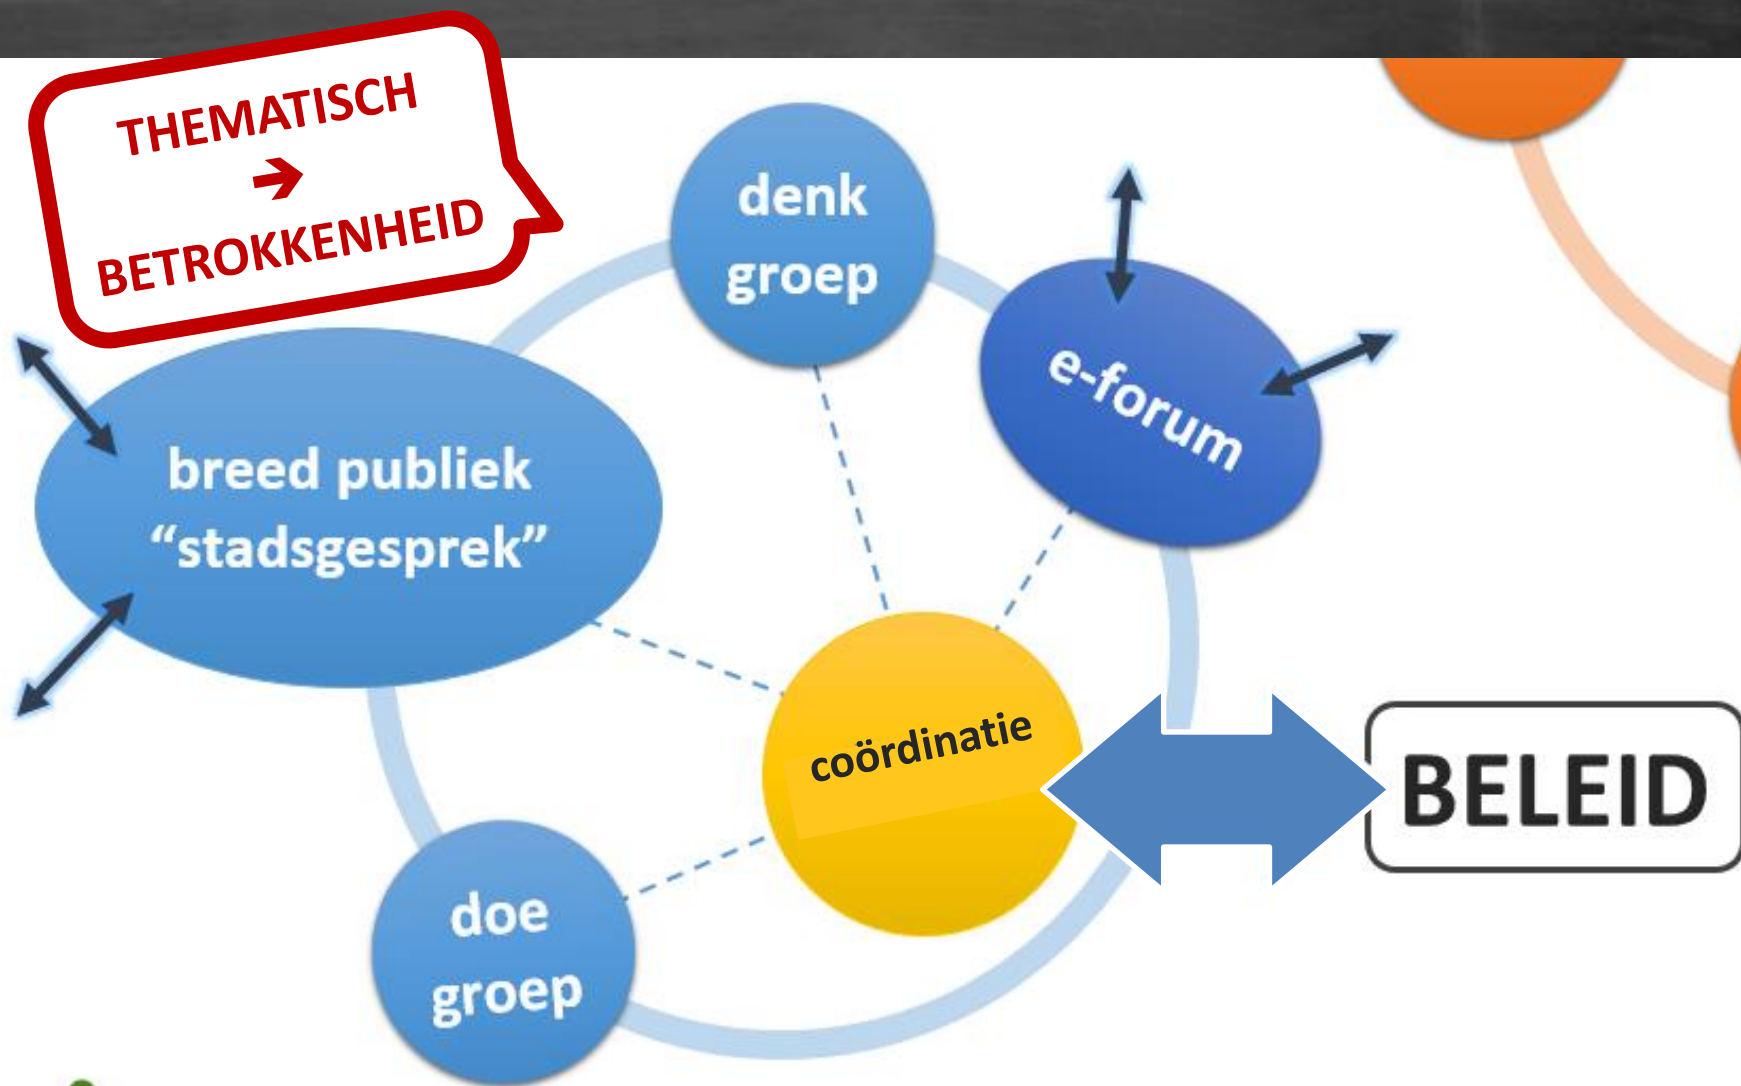 THEMATISCH
➔
BETROKKENHEID
denk
groep
e-forum
breed publiek
“stadsgesprek”
coördinatie
BELEID
doe
groep